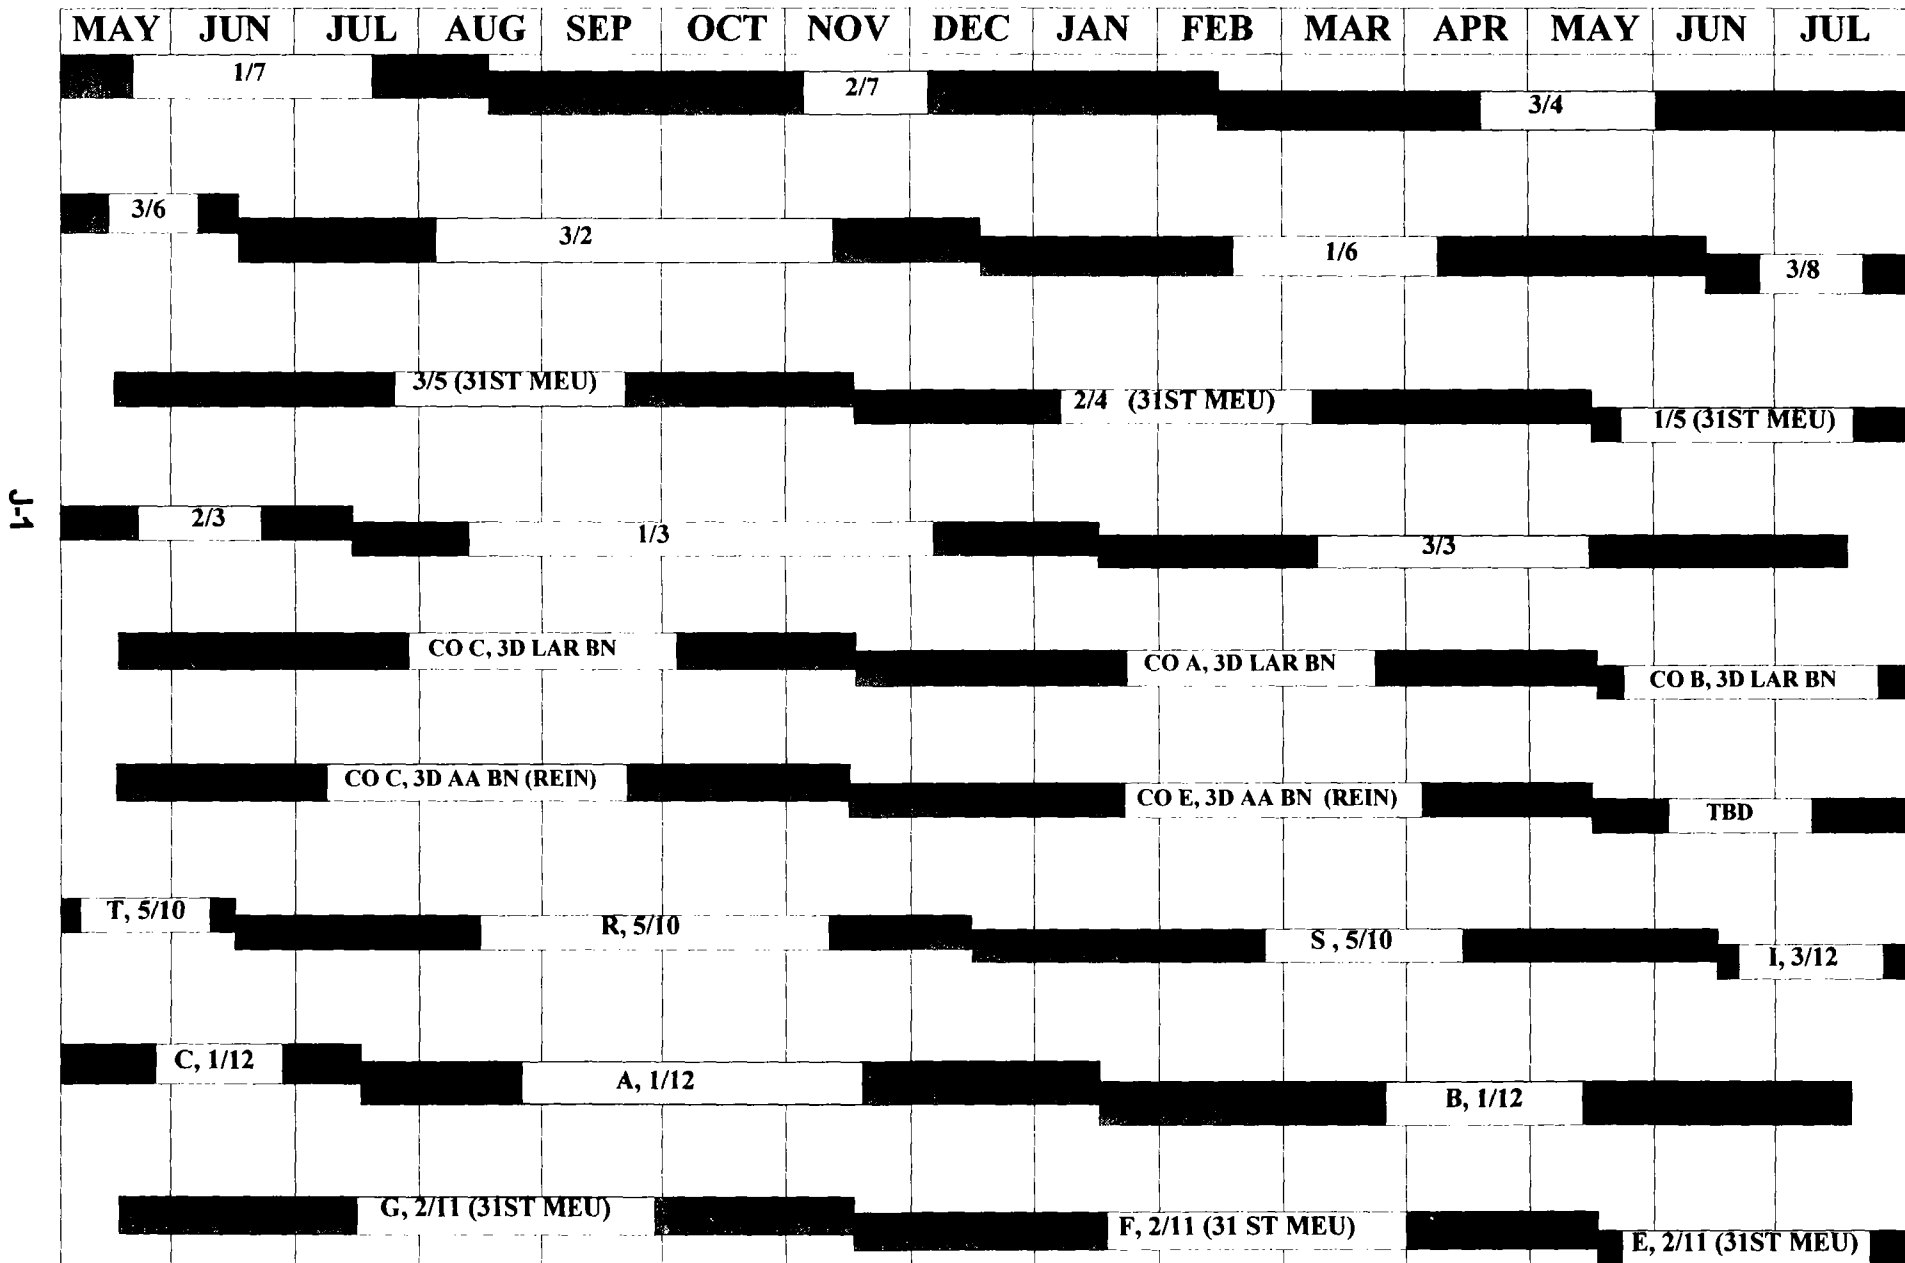 MAY JUN JUL AUG SEP OCT NOV DEC JAN FEB MAR APR MAY JUN JUL
1/7
2/7
3/4
3/6
3/2
1/6
3/8
3/5 (31ST MEU)
2/4 (31ST MEU)
1/5 (31ST MEU)
J-1
2/3
1/3
3/3
CO C, 3D LAR BN
CO A, 3D LAR BN
CO B, 3D LAR BN
CO C, 3D AA BN (REIN)
CO E, 3D AA BN (REIN)
TBD
T, 5/10
R, 5/10
S , 5/10
I, 3/12
C, 1/12
A, 1/12
B, 1/12
G, 2/11 (31ST MEU)
F, 2/11 (31 ST MEU)
E, 2/11 (31ST MEU)